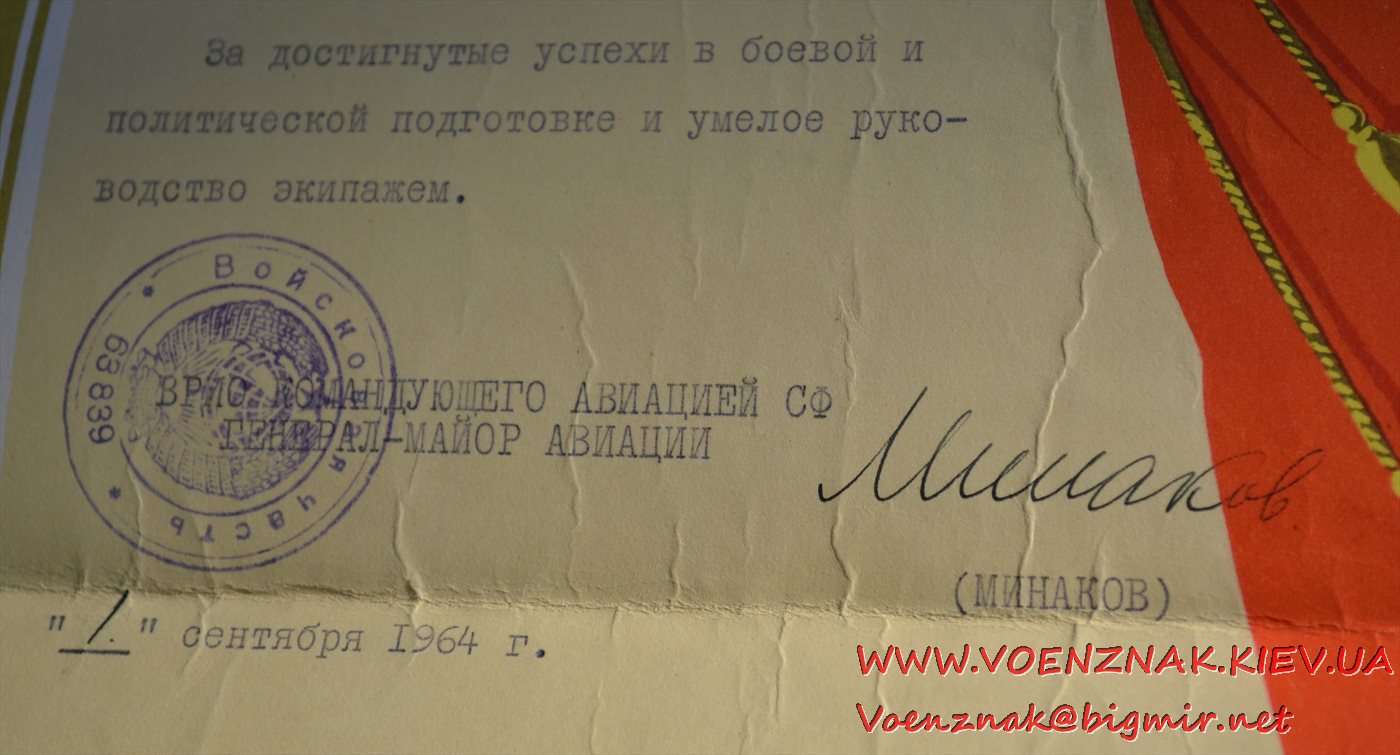 За достигнутые успехи в боевой и
политической подготовке и умелое руко-
водство экипажем.
* Войсковая часть * 63839
ВРИО КОМАНДУЮЩЕГО АВИАЦИЕЙ СФ
ГЕНЕРАЛ-МАЙОР АВИАЦИИ
Минаков.
(МИНАКОВ)
"1." сентября 1964 г.
WWW.VOENZNAK.KIEV.UA
Voenznak@bigmir.net